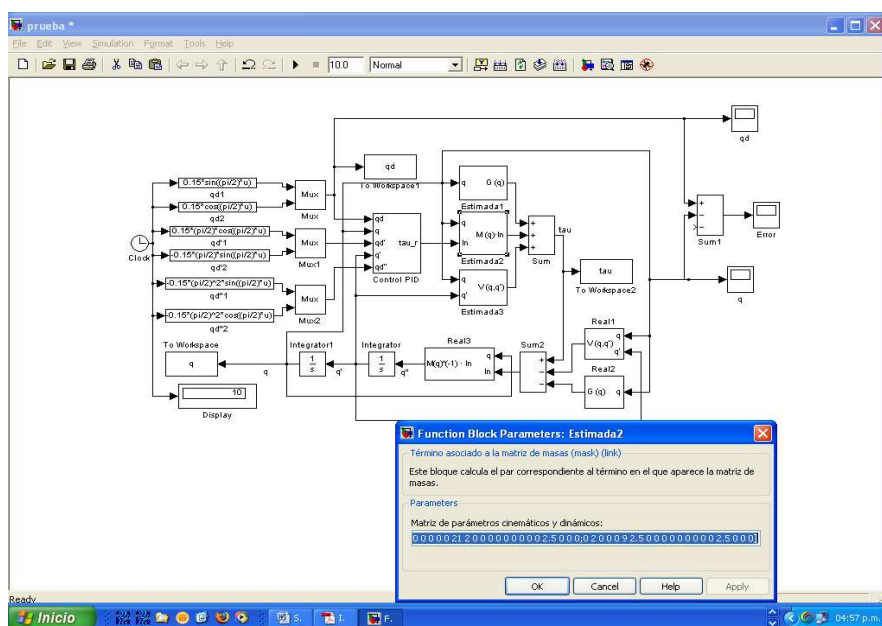 prueba *
File Edit View Simulation Format Tools Help
10.0 Normal
qd
qd
To Workspace1
0.15*sin((pi/2)*u)
qd1
0.15*cos((pi/2)*u)
qd2
Mux
Mux
0.15*(pi/2)*cos((pi/2)*u)
qd'1
-0.15*(pi/2)*sin((pi/2)*u)
qd'2
Mux
Mux1
-0.15*(pi/2)^2*sin((pi/2)*u)
qd"1
-0.15*(pi/2)^2*cos((pi/2)*u)
qd"2
Mux
Mux2
Clock
qd
q
qd'
q'
qd"
tau_r
Control PID
q G (q)
Estimada1
q
In
M (q)·In
Estimada2
q
q'
V(q,q')
Estimada3
+
+
+
Sum
tau
tau
To Workspace2
+
−
Sum1
Error
q
Real1
V(q,q')
q
q'
Real2
G (q) q
Sum2
+
−
−
Real3
M(q)^(-1) · In
q
In
q"
Integrator
1
s
q'
Integrator1
1
s
q
To Workspace
q
10
Display
Function Block Parameters: Estimada2
Término asociado a la matriz de masas (mask) (link)
Este bloque calcula el par correspondiente al término en el que aparece la matriz de
masas.
Parameters
Matriz de parámetros cinemáticos y dinámicos:
OK Cancel Help Apply
Ready
Inicio S. I. F. 04:57 p.m.